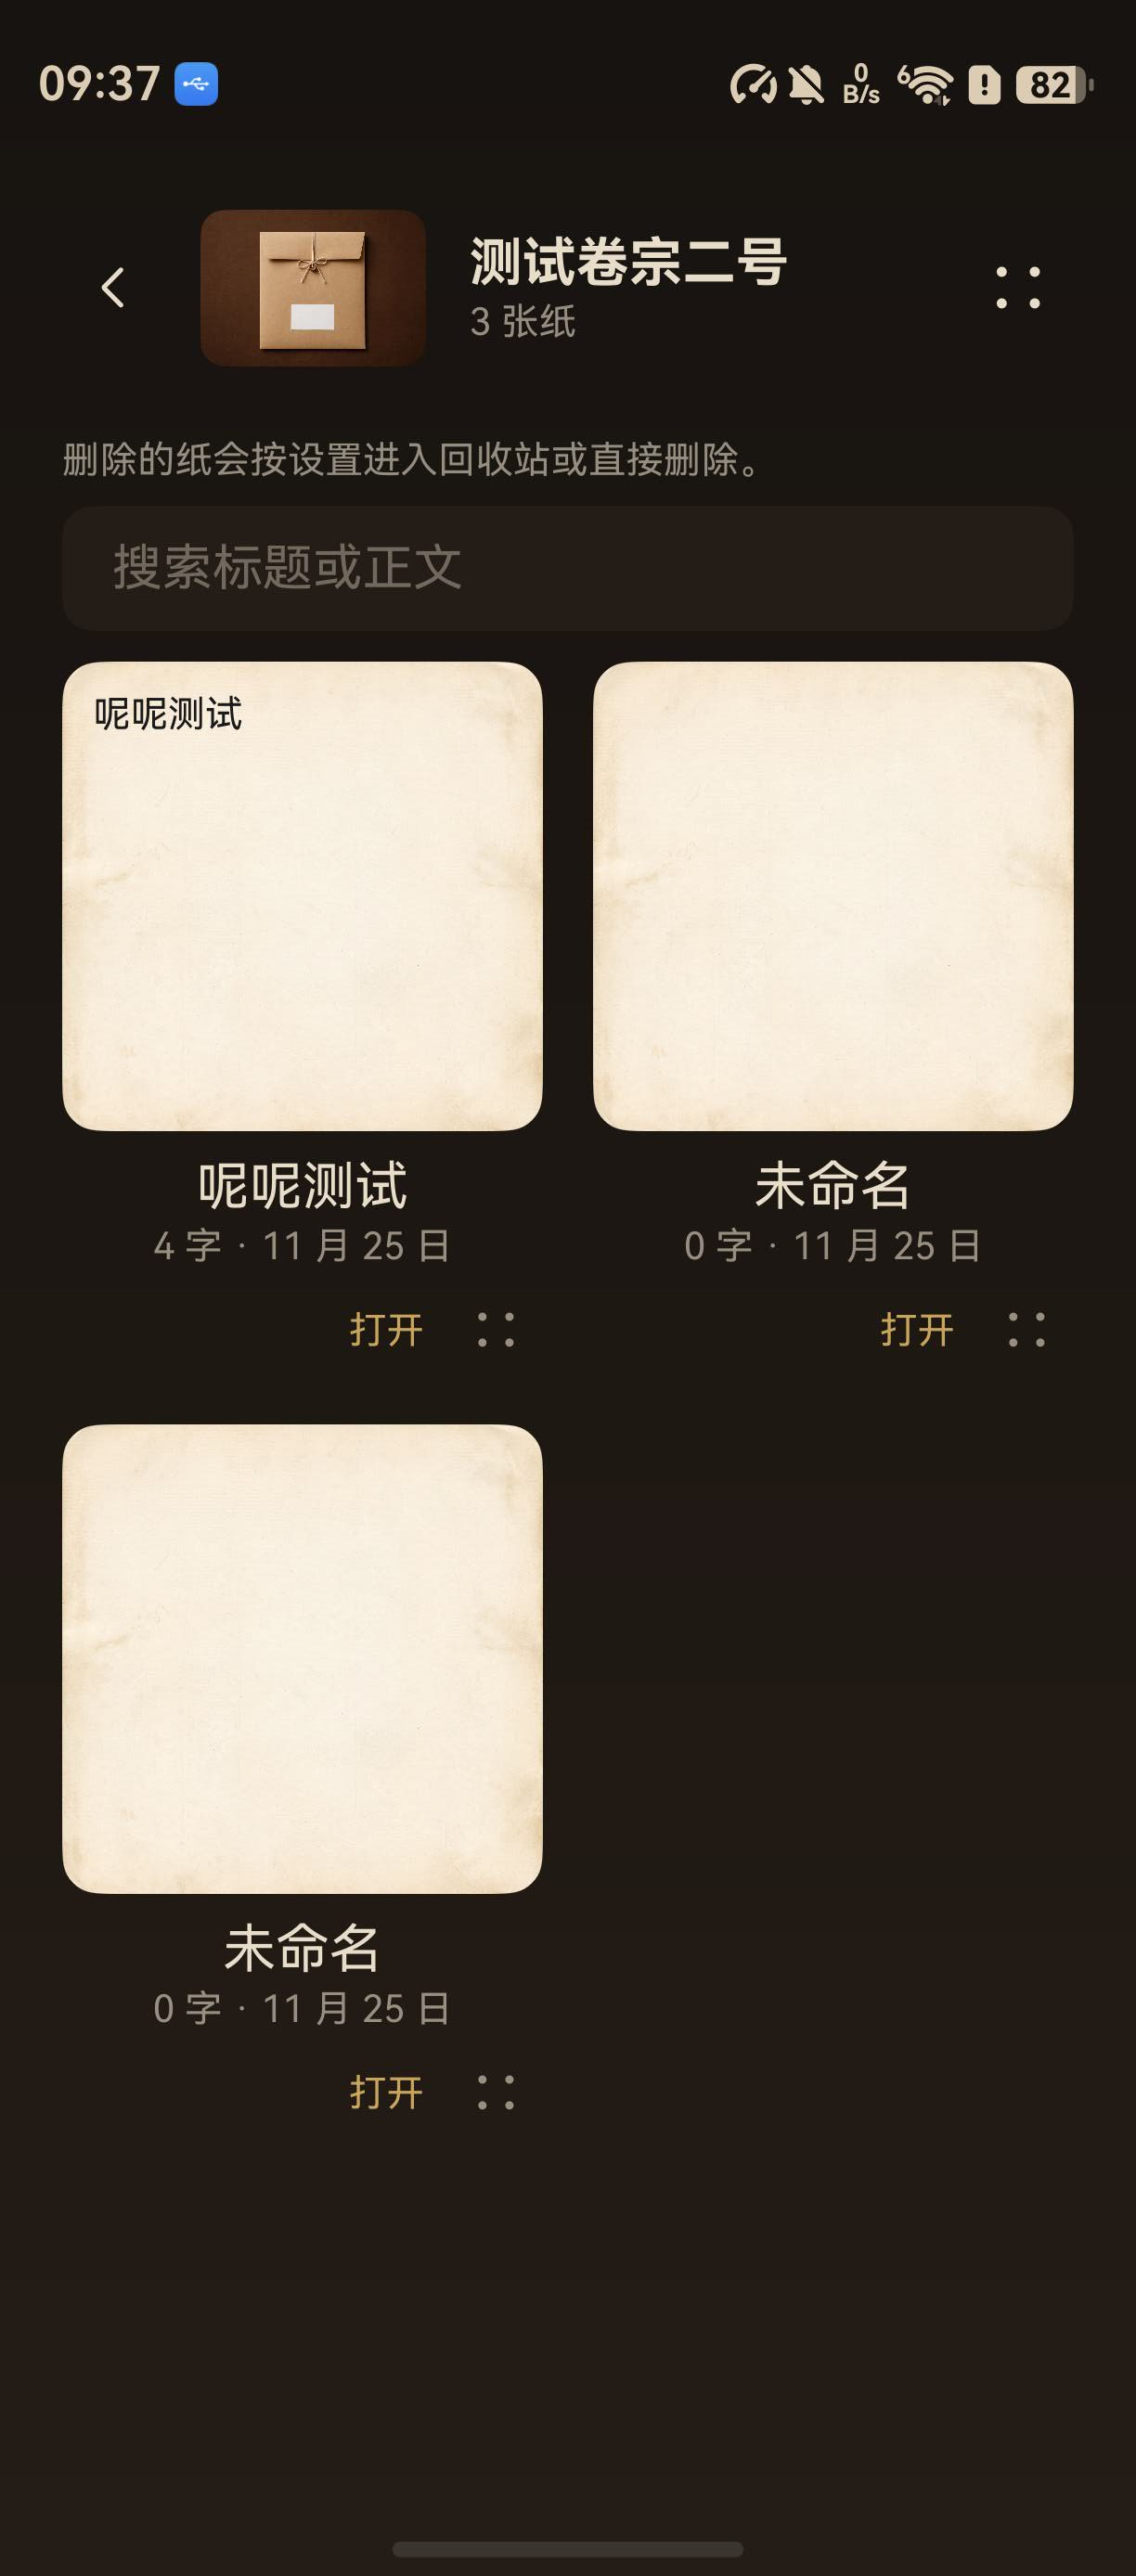 09:37
0
B/s
6
82
测试卷宗二号
3 张纸
删除的纸会按设置进入回收站或直接删除。
搜索标题或正文
呢呢测试
呢呢测试
4 字 · 11 月 25 日
打开
未命名
0 字 · 11 月 25 日
打开
未命名
0 字 · 11 月 25 日
打开